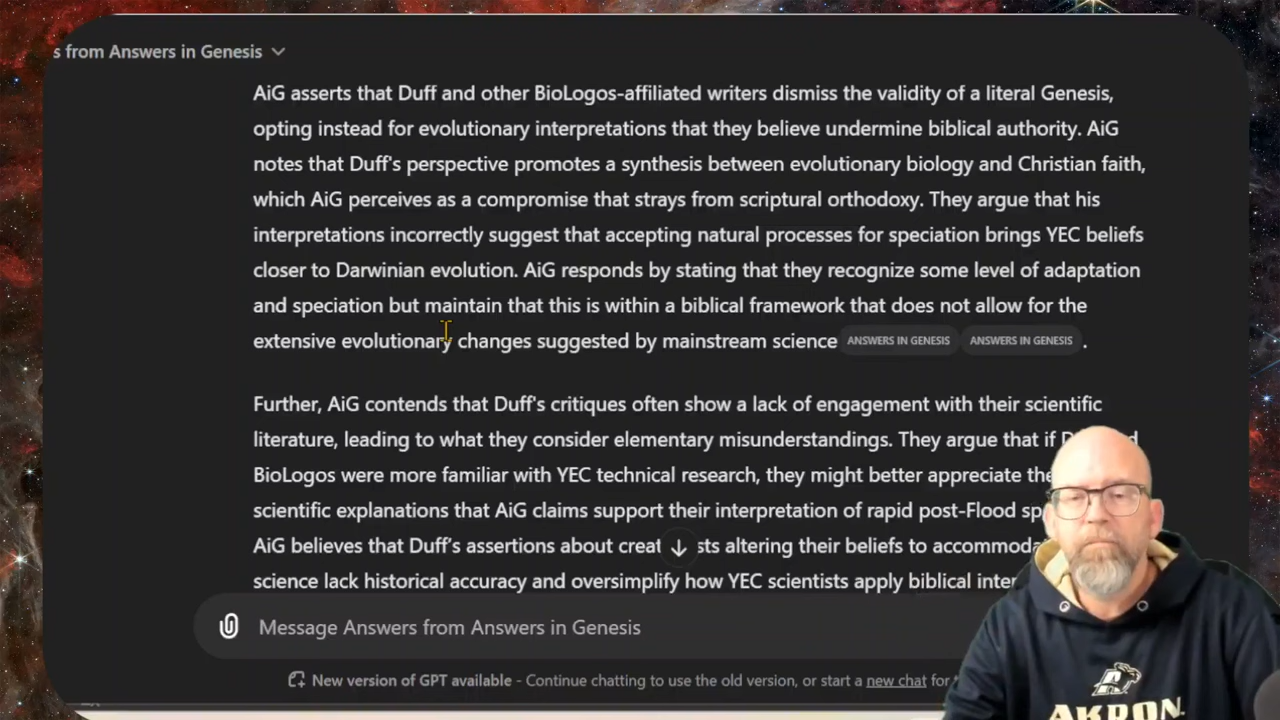 s from Answers in Genesis
AiG asserts that Duff and other BioLogos-affiliated writers dismiss the validity of a literal Genesis,
opting instead for evolutionary interpretations that they believe undermine biblical authority. AiG
notes that Duff's perspective promotes a synthesis between evolutionary biology and Christian faith,
which AiG perceives as a compromise that strays from scriptural orthodoxy. They argue that his
interpretations incorrectly suggest that accepting natural processes for speciation brings YEC beliefs
closer to Darwinian evolution. AiG responds by stating that they recognize some level of adaptation
and speciation but maintain that this is within a biblical framework that does not allow for the
extensive evolutionary changes suggested by mainstream science ANSWERS IN GENESIS ANSWERS IN GENESIS .
Further, AiG contends that Duff's critiques often show a lack of engagement with their scientific
literature, leading to what they consider elementary misunderstandings. They argue that if
BioLogos were more familiar with YEC technical research, they might better appreciate the
scientific explanations that AiG claims support their interpretation of rapid post-Flood
AiG believes that Duff's assertions about altering their beliefs to
science lack historical accuracy and oversimplify how YEC scientists apply biblical
Message Answers from Answers in Genesis
New version of GPT available - Continue chatting to use the old version, or start a new chat for
AKRON